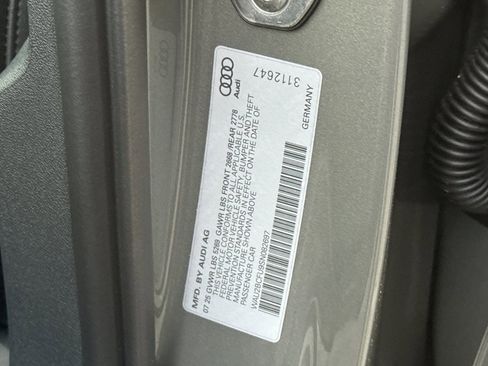 Audi
3112647
GERMANY
MFD. BY AUDI AG
07 25 GVWR LBS 5269 GAWR LBS FRONT 2668 /REAR 2778
THIS VEHICLE CONFORMS TO ALL APPLICABLE U.S.
FEDERAL MOTOR VEHICLE SAFETY, BUMPER AND THEFT
PREVENTION STANDARDS IN EFFECT ON THE DATE OF
MANUFACTURE SHOWN ABOVE
PASSENGER CAR